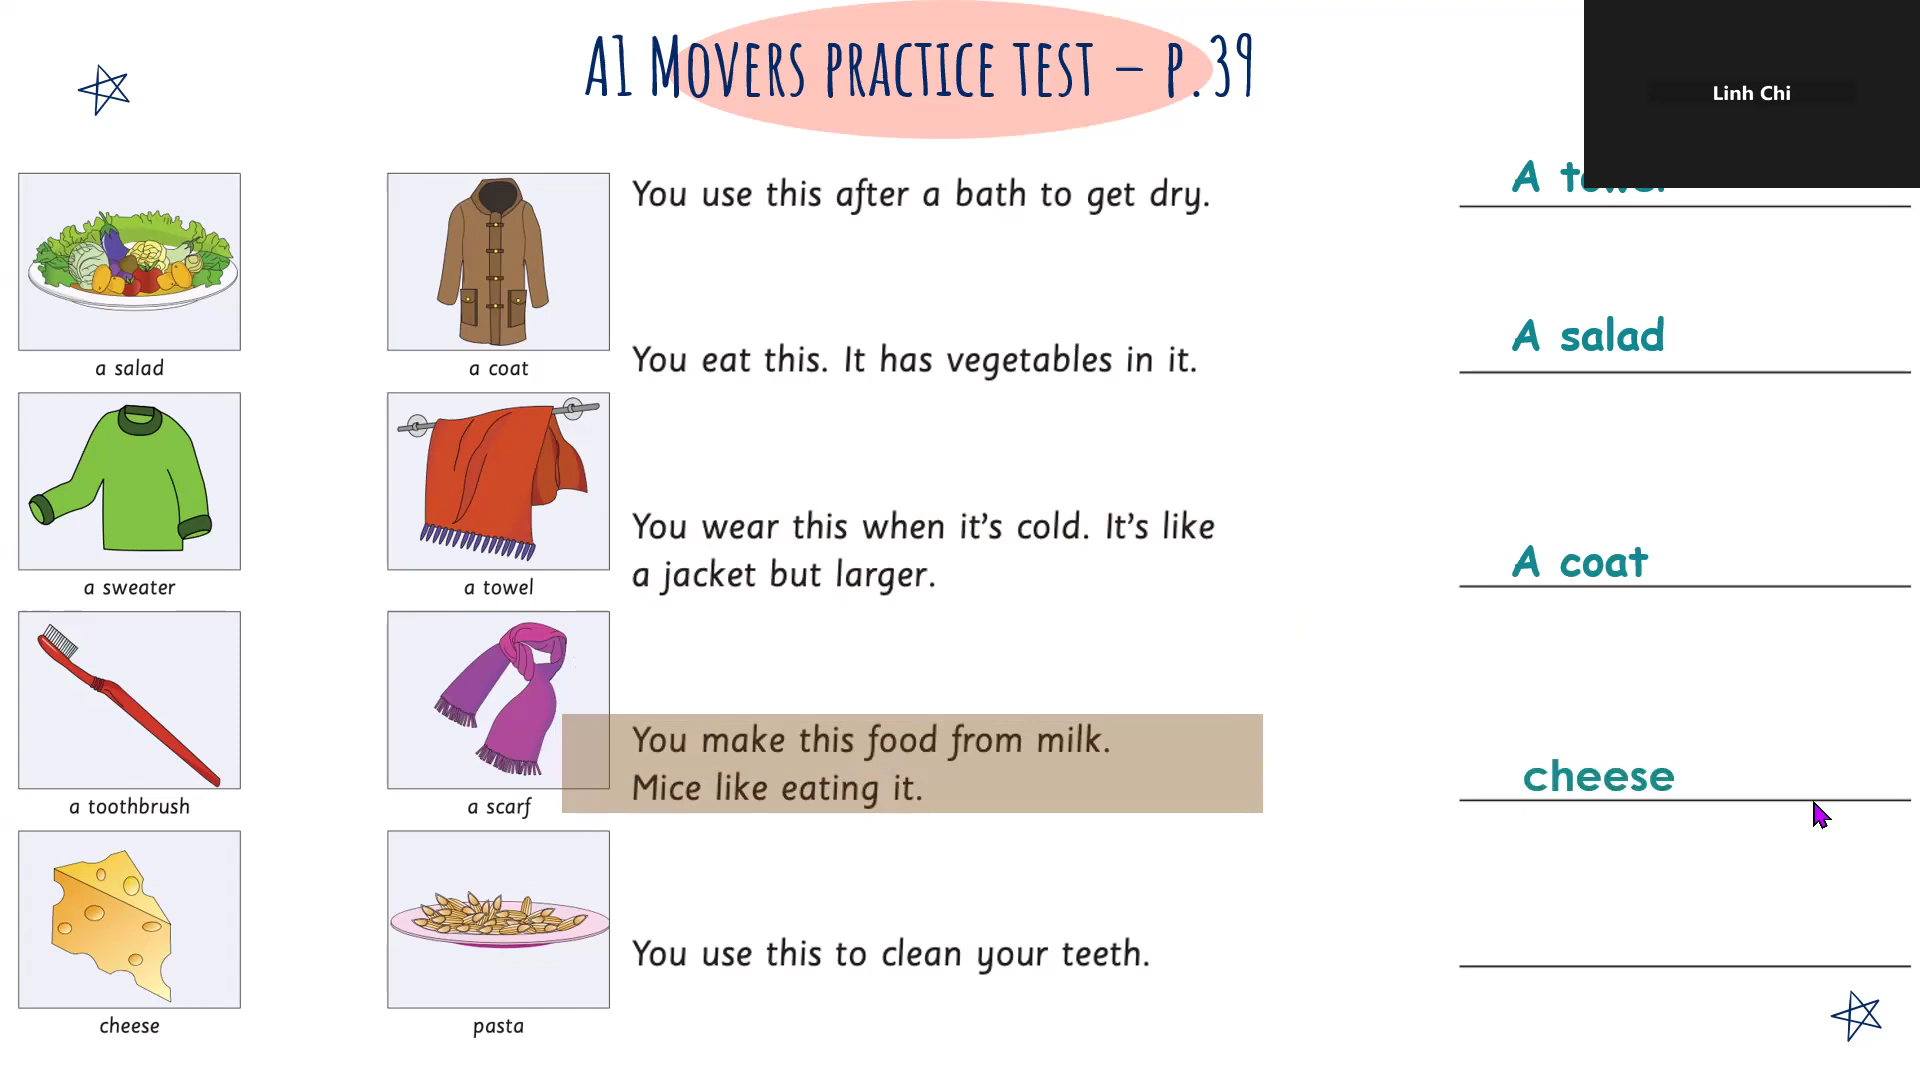 A1 MOVERS PRACTICE TEST – P.39
Linh Chi
a salad
a coat
a sweater
a towel
a toothbrush
a scarf
cheese
pasta
You use this after a bath to get dry.
A
You eat this. It has vegetables in it.
A salad
You wear this when it's cold. It's like
a jacket but larger.
A coat
You make this food from milk.
Mice like eating it.
cheese
You use this to clean your teeth.